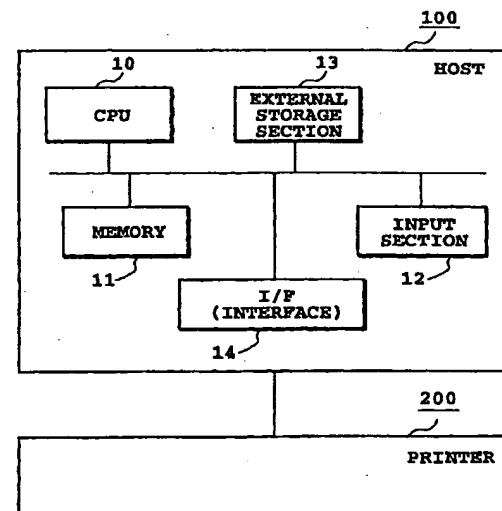 100
HOST
10
CPU
13
EXTERNAL
STORAGE
SECTION
MEMORY
11
INPUT
SECTION
12
I/F
(INTERFACE)
14
200
PRINTER